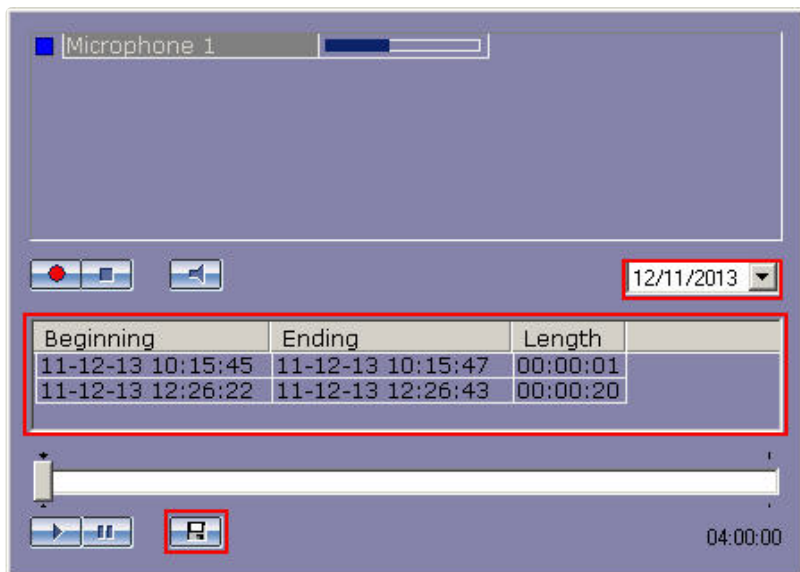 Microphone 1
12/11/2013
Beginning Ending Length
11-12-13 10:15:45 11-12-13 10:15:47 00:00:01
11-12-13 12:26:22 11-12-13 12:26:43 00:00:20
04:00:00